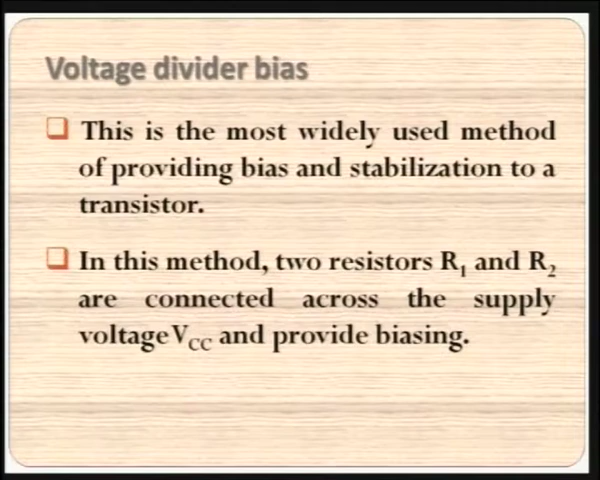 Voltage divider bias
This is the most widely used method
of providing bias and stabilization to a
transistor.
In this method, two resistors R₁ and R₂
are connected across the supply
voltage V_CC and provide biasing.